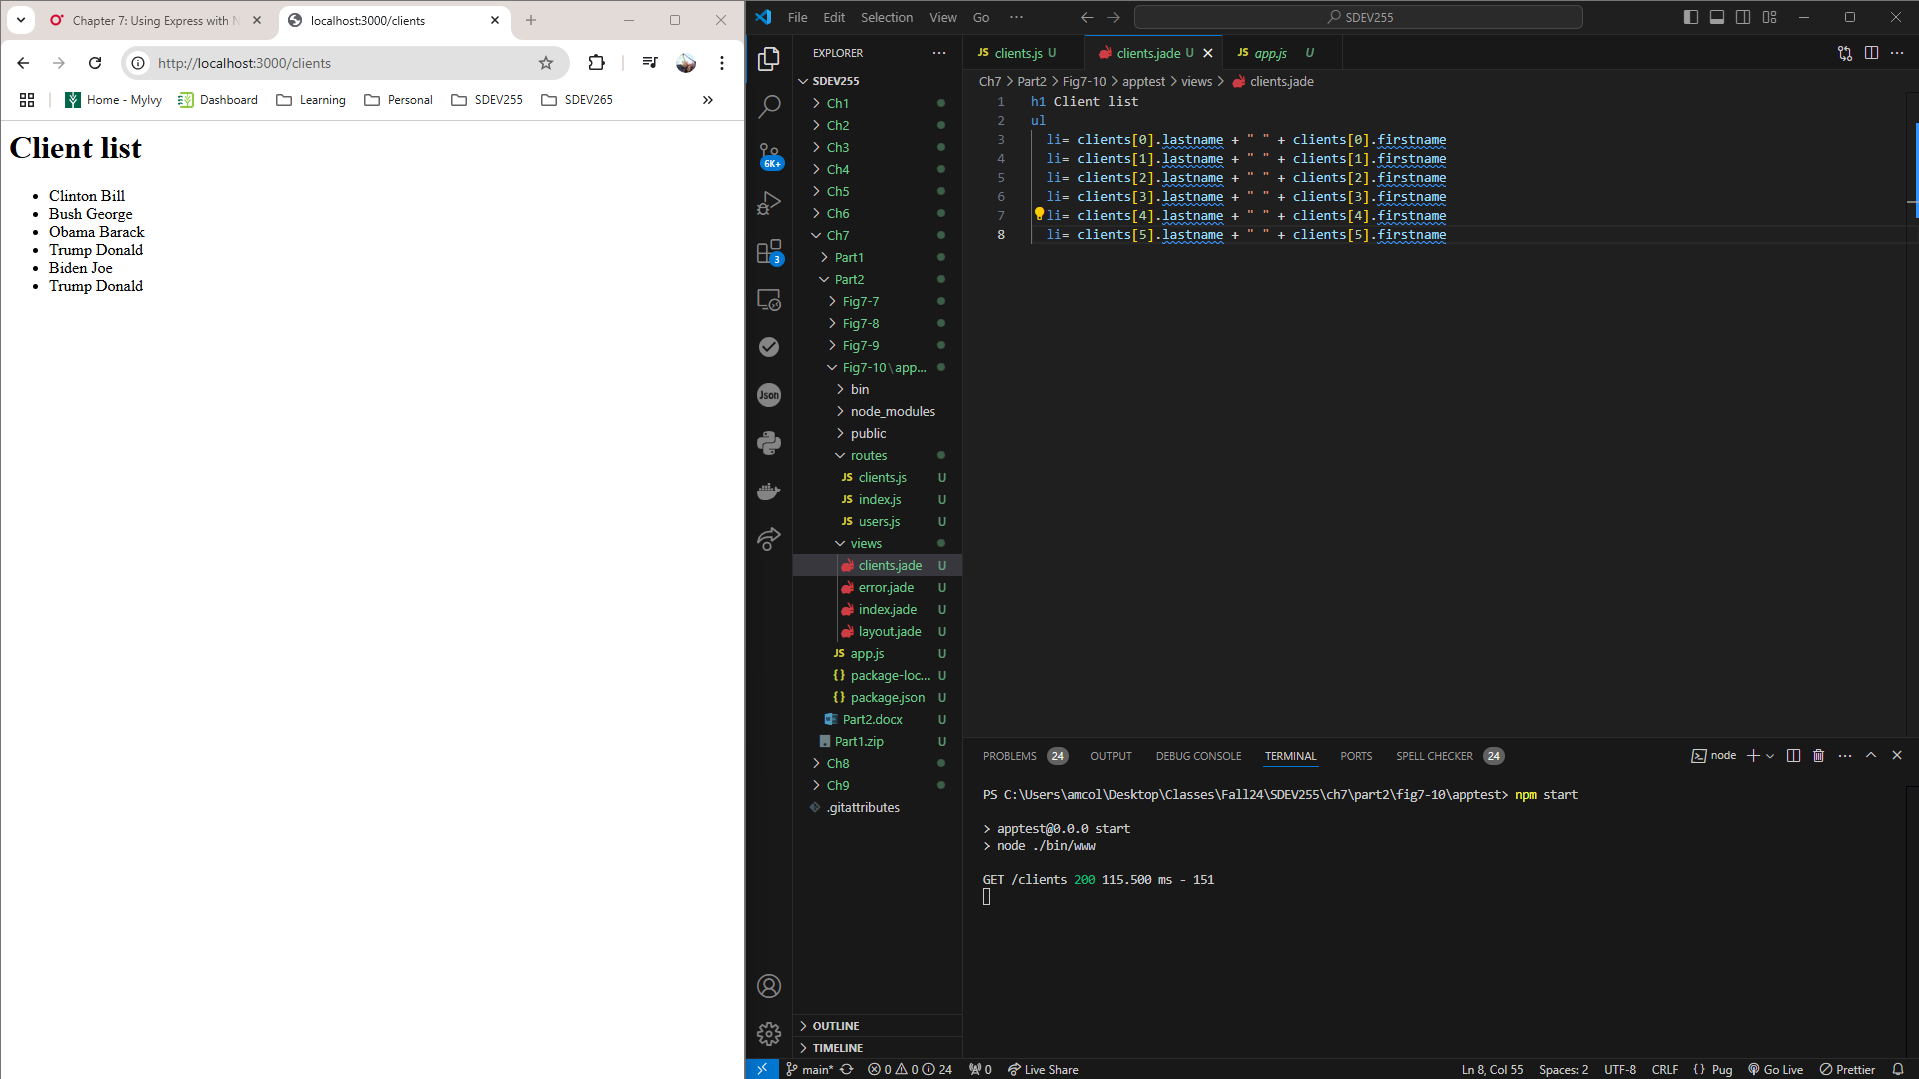 Chapter 7: Using Express with N
localhost:3000/clients
http://localhost:3000/clients
Home - MyIvy
Dashboard
Learning
Personal
SDEV255
SDEV265
Client list
Clinton Bill
Bush George
Obama Barack
Trump Donald
Biden Joe
Trump Donald
File Edit Selection View Go
SDEV255
EXPLORER
SDEV255
Ch1
Ch2
Ch3
Ch4
Ch5
Ch6
Ch7
Part1
Part2
Fig7-7
Fig7-8
Fig7-9
Fig7-10\app...
bin
node_modules
public
routes
JS clients.js U
JS index.js U
JS users.js U
views
clients.jade U
error.jade U
index.jade U
layout.jade U
JS app.js U
{} package-loc... U
{} package.json U
Part2.docx U
Part1.zip U
Ch8
Ch9
.gitattributes
OUTLINE
TIMELINE
6K+
3
Json
JS clients.js U
clients.jade U
JS app.js U
Ch7 > Part2 > Fig7-10 > apptest > views > clients.jade
1 h1 Client list
2 ul
3 li= clients[0].lastname + " " + clients[0].firstname
4 li= clients[1].lastname + " " + clients[1].firstname
5 li= clients[2].lastname + " " + clients[2].firstname
6 li= clients[3].lastname + " " + clients[3].firstname
7 li= clients[4].lastname + " " + clients[4].firstname
8 li= clients[5].lastname + " " + clients[5].firstname
PROBLEMS 24 OUTPUT DEBUG CONSOLE TERMINAL PORTS SPELL CHECKER 24
node
PS C:\Users\amcol\Desktop\Classes\Fall24\SDEV255\ch7\part2\fig7-10\apptest> npm start
> apptest@0.0.0 start
> node ./bin/www
GET /clients 200 115.500 ms - 151
main* 0 0 24 0 Live Share
Ln 8, Col 55 Spaces: 2 UTF-8 CRLF {} Pug Go Live Prettier